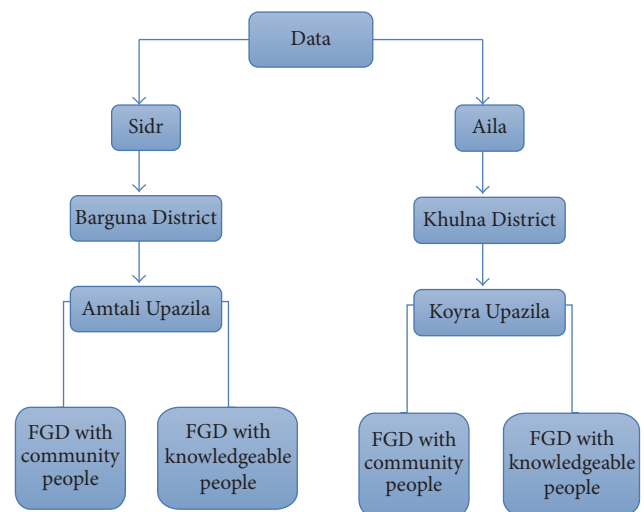 Data
Sidr
Aila
Barguna District
Khulna District
Amtali Upazila
Koyra Upazila
FGD with
community
people
FGD with
knowledgeable
people
FGD with
community
people
FGD with
knowledgeable
people